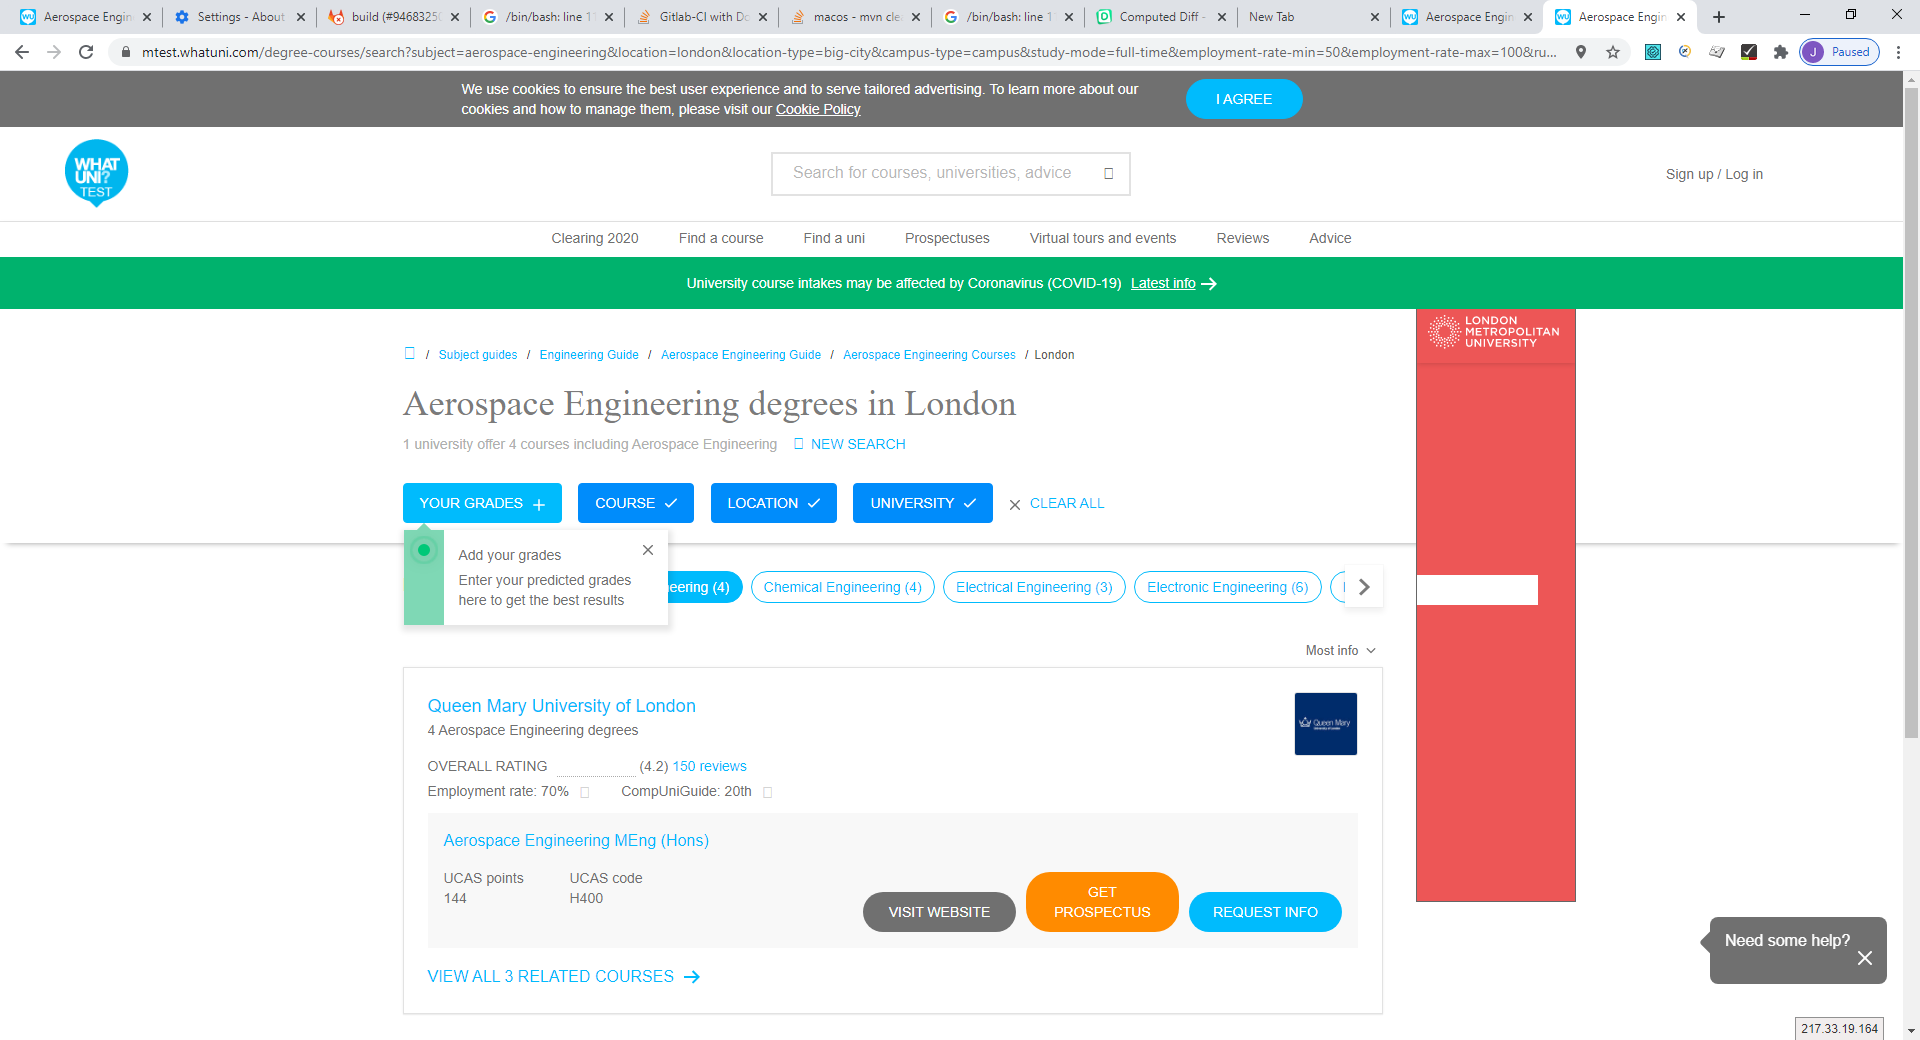 Aerospace Engin
Settings - About
build (#9468325
/bin/bash: line 1
Gitlab-CI with Do
macos - mvn cle
/bin/bash: line 1
Computed Diff -
New Tab
Aerospace Engin
Aerospace Engin
mtest.whatuni.com/degree-courses/search?subject=aerospace-engineering&location=london&location-type=big-city&campus-type=campus&study-mode=full-time&employment-rate-min=50&employment-rate-max=100&ru...
J Paused
We use cookies to ensure the best user experience and to serve tailored advertising. To learn more about our
cookies and how to manage them, please visit our Cookie Policy
I AGREE
WHAT
UNI?
TEST
Search for courses, universities, advice
Sign up / Log in
Clearing 2020 Find a course Find a uni Prospectuses Virtual tours and events Reviews Advice
University course intakes may be affected by Coronavirus (COVID-19) Latest info
LONDON
METROPOLITAN
UNIVERSITY
/ Subject guides / Engineering Guide / Aerospace Engineering Guide / Aerospace Engineering Courses / London
Aerospace Engineering degrees in London
1 university offer 4 courses including Aerospace Engineering NEW SEARCH
YOUR GRADES COURSE LOCATION UNIVERSITY CLEAR ALL
Add your grades
Enter your predicted grades
here to get the best results
eering (4) Chemical Engineering (4) Electrical Engineering (3) Electronic Engineering (6)
Most info
Queen Mary University of London
4 Aerospace Engineering degrees
Queen Mary
University of London
OVERALL RATING (4.2) 150 reviews
Employment rate: 70% CompUniGuide: 20th
Aerospace Engineering MEng (Hons)
UCAS points UCAS code
144 H400
VISIT WEBSITE
GET
PROSPECTUS
REQUEST INFO
VIEW ALL 3 RELATED COURSES
Need some help?
217.33.19.164